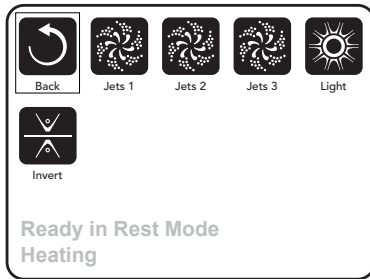 Back Jets 1 Jets 2 Jets 3 Light
Invert
Ready in Rest Mode
Heating